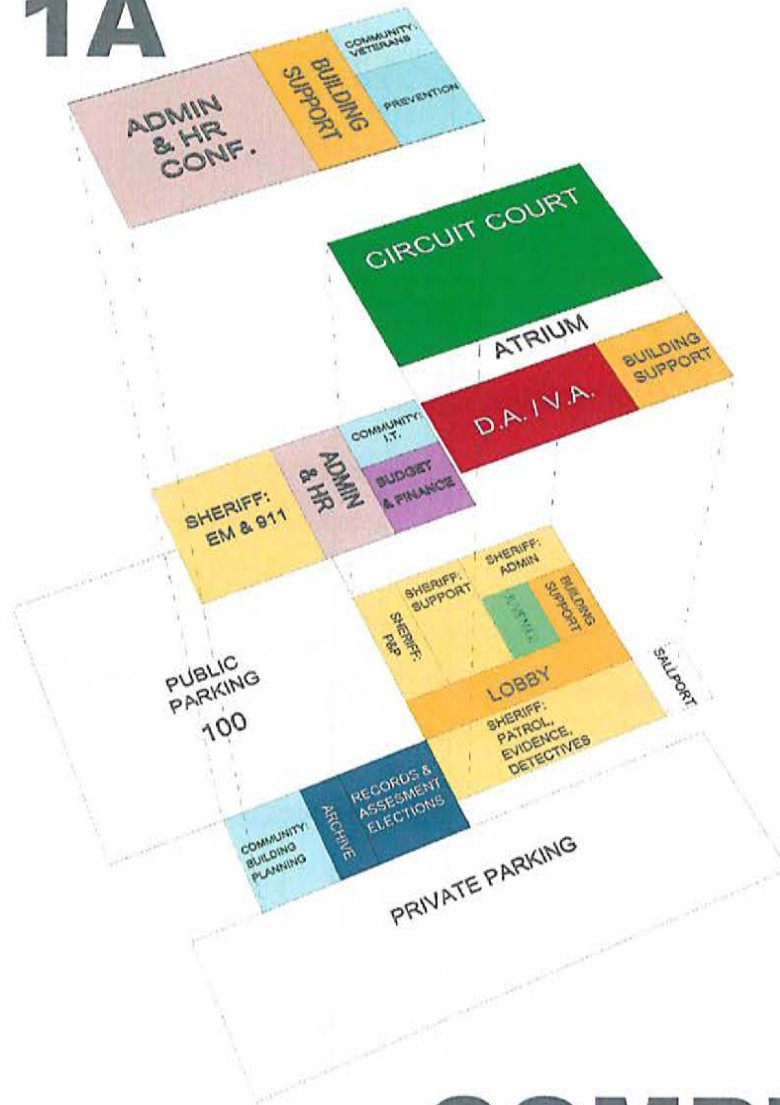 1A
ADMIN
& HR
CONF.
BUILDING
SUPPORT
COMMUNITY:
VETERANS
PREVENTION
CIRCUIT COURT
ATRIUM
D.A. / V.A.
BUILDING
SUPPORT
SHERIFF:
EM & 911
ADMIN
& HR
COMMUNITY:
I.T.
BUDGET
& FINANCE
SHERIFF:
P&P
SHERIFF:
SUPPORT
SHERIFF:
ADMIN
JUVENILE
BUILDING
SUPPORT
LOBBY
SHERIFF:
PATROL,
EVIDENCE,
DETECTIVES
SALLPORT
PUBLIC
PARKING
100
COMMUNITY:
BUILDING
PLANNING
ARCHIVE
RECORDS &
ASSESMENT
ELECTIONS
PRIVATE PARKING